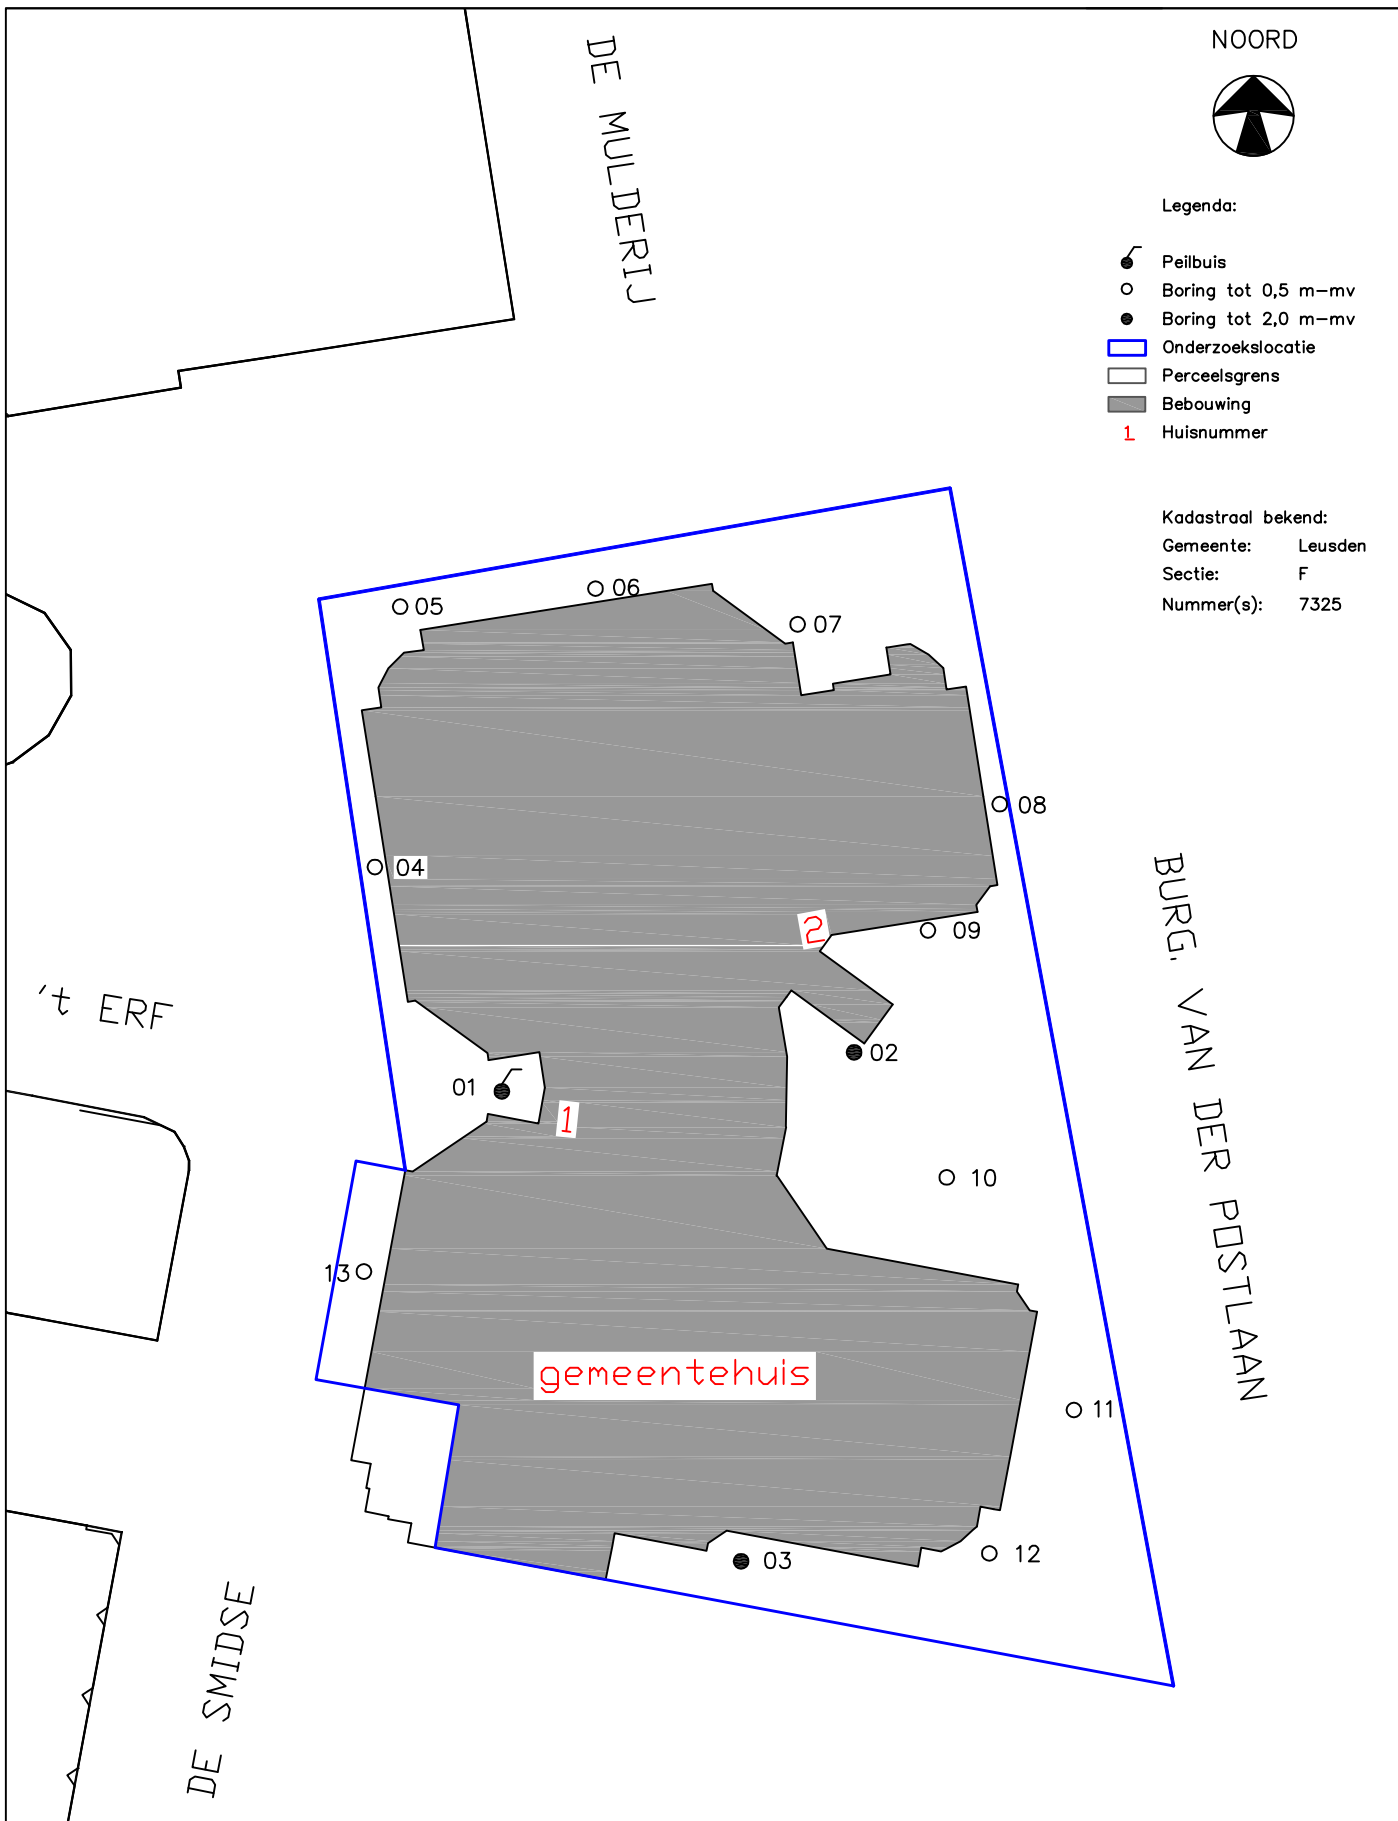 NOORD
DE MULDERIJ
Legenda:
Peilbuis
Boring tot 0,5 m-mv
Boring tot 2,0 m-mv
Onderzoekslocatie
Perceelsgrens
Bebouwing
1 Huisnummer
Kadastraal bekend:
Gemeente: Leusden
Sectie: F
Nummer(s): 7325
06
05
07
08
04
2
09
BURG. VAN DER POSTLAAN
't ERF
02
01
1
10
13
gemeentehuis
11
12
03
DE SMIDSE